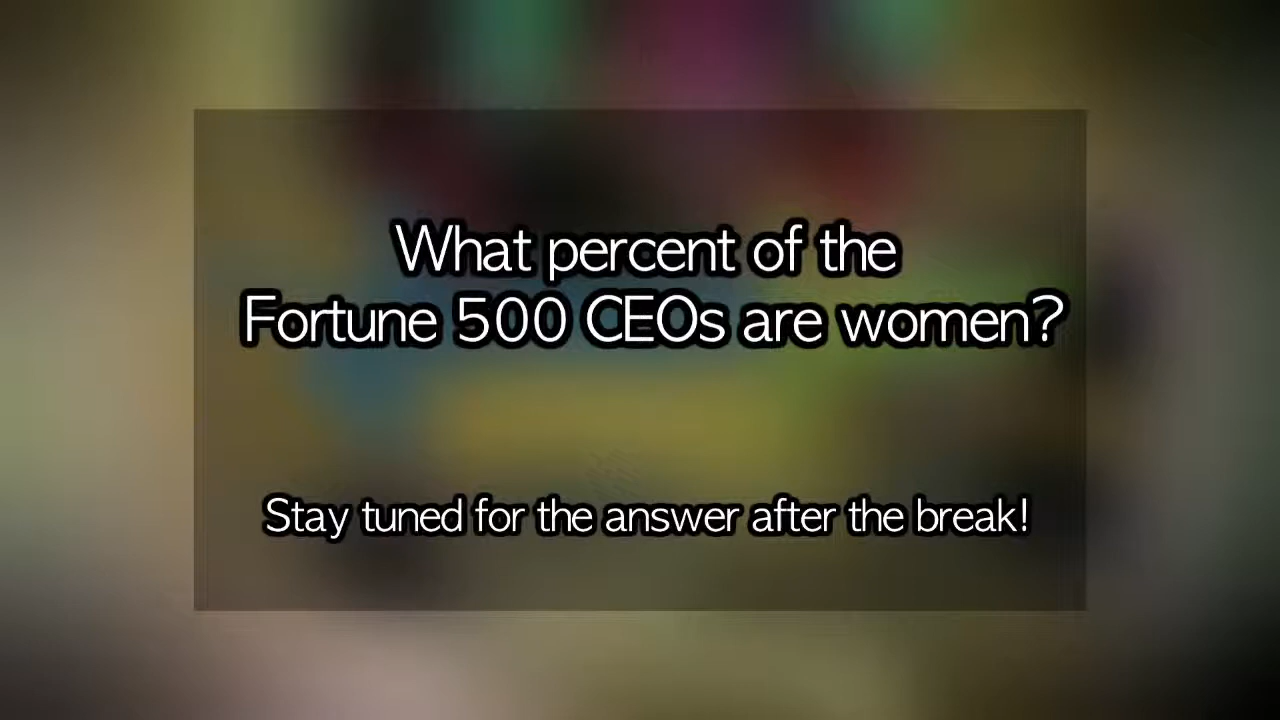 What percent of the
Fortune 500 CEOs are women?
Stay tuned for the answer after the break!